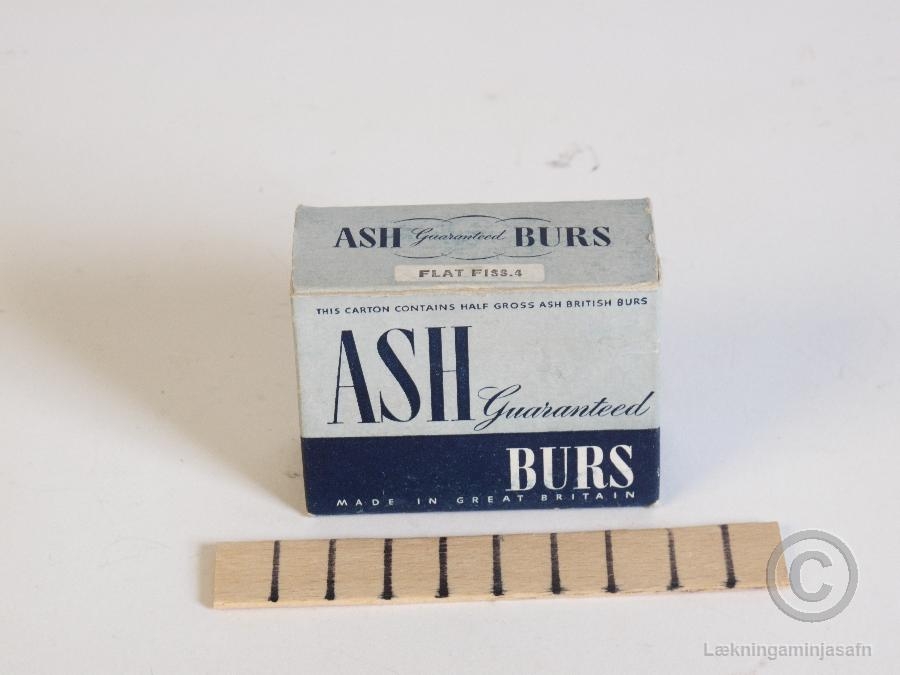 ASH Guaranteed BURS
FLAT FISS.4
THIS CARTON CONTAINS HALF GROSS ASH BRITISH BURS
ASH Guaranteed
BURS
MADE IN GREAT BRITAIN
©
Lækningaminjasafn